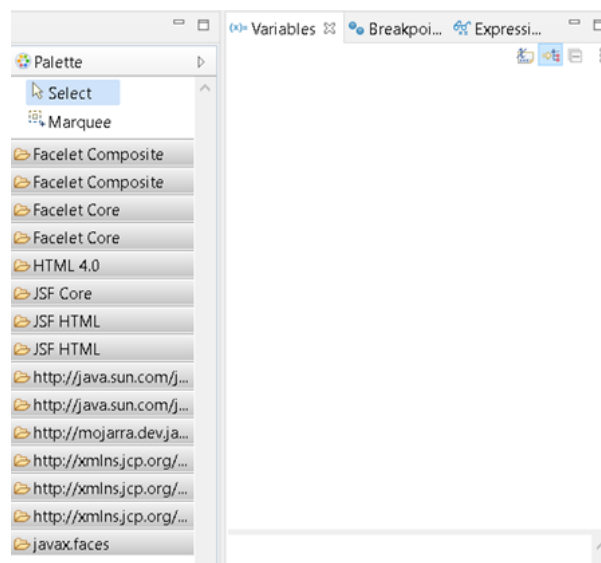 (x)= Variables Breakpoi... Expressi...
Palette
Select
Marquee
Facelet Composite
Facelet Composite
Facelet Core
Facelet Core
HTML 4.0
JSF Core
JSF HTML
JSF HTML
http://java.sun.com/j...
http://java.sun.com/j...
http://mojarra.dev.ja...
http://xmlns.jcp.org/...
http://xmlns.jcp.org/...
http://xmlns.jcp.org/...
javax.faces